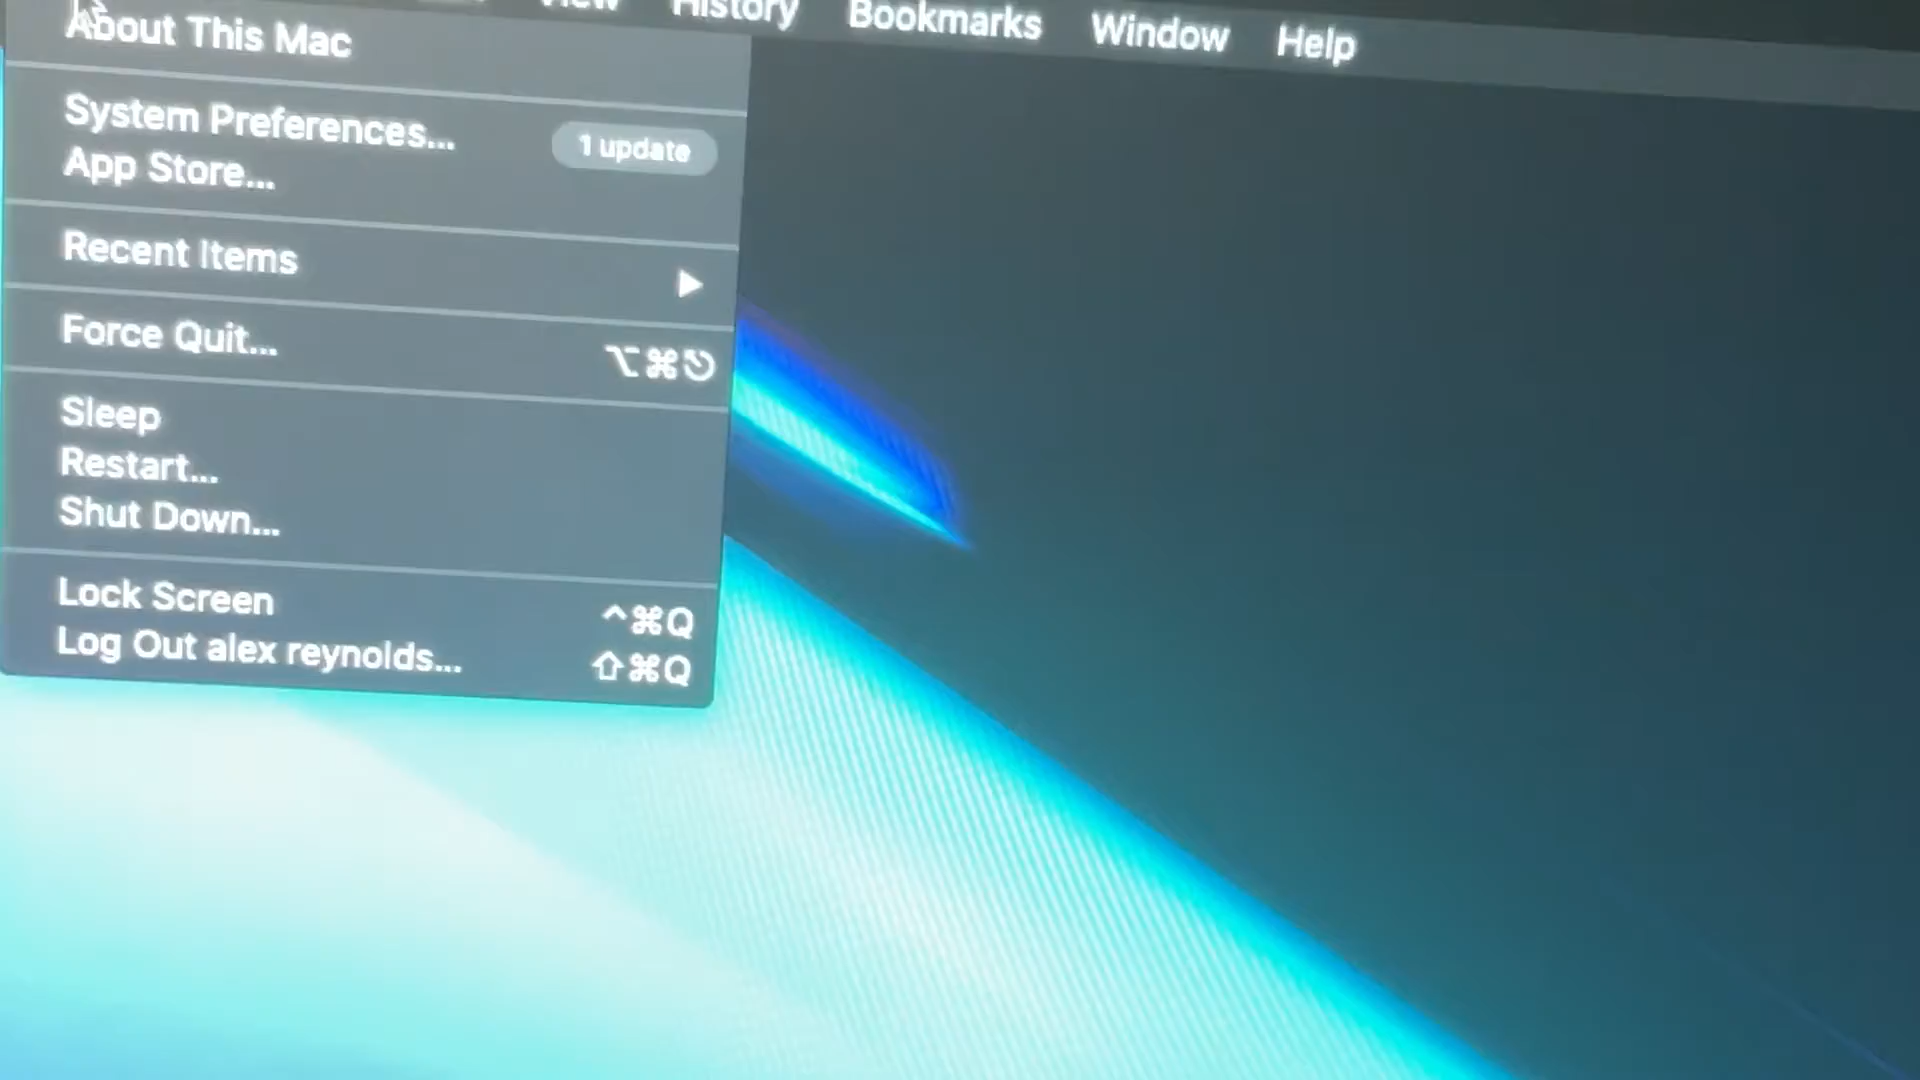 View History Bookmarks Window Help
About This Mac
System Preferences... 1 update
App Store...
Recent Items ▶
Force Quit... ⌥⌘⎋
Sleep
Restart...
Shut Down...
Lock Screen ^⌘Q
Log Out alex reynolds... ⇧⌘Q